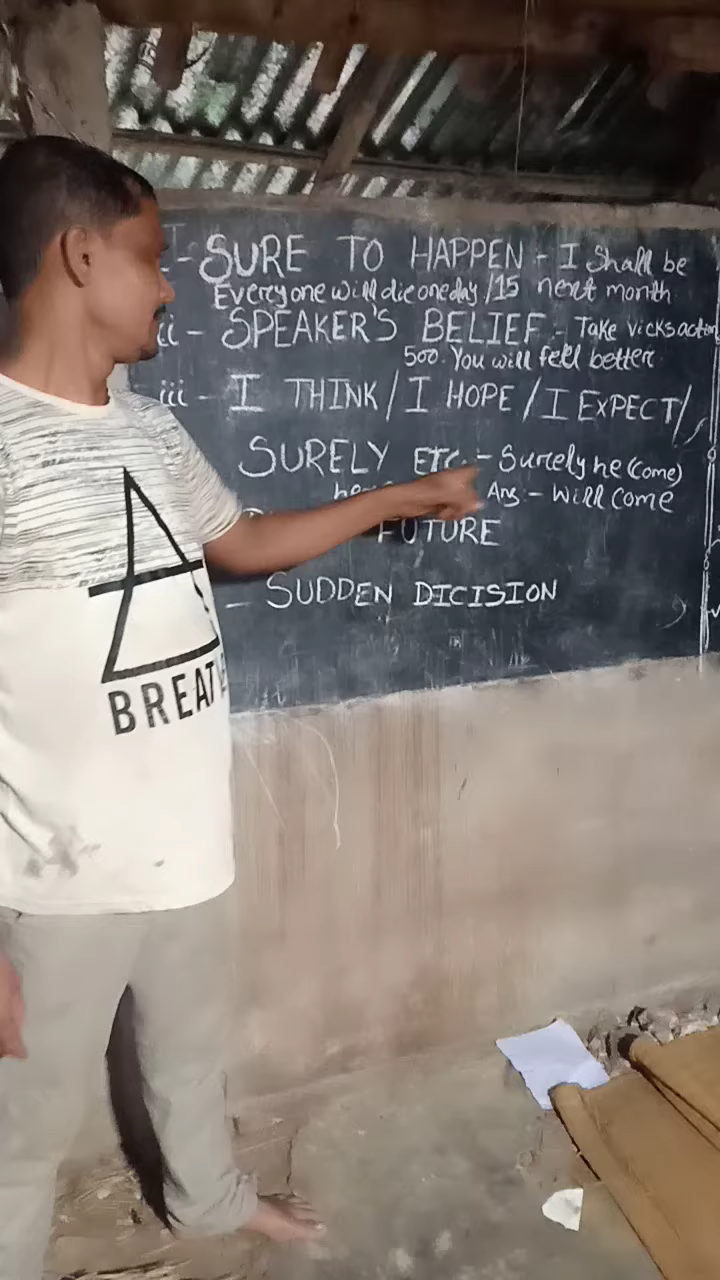 I - SURE TO HAPPEN - I Shall be
Everyone will die one day / 15 next month
ii - SPEAKER'S BELIEF - Take vicks action
500. You will fell better
iii - I THINK / I HOPE / I EXPECT /
SURELY ETC. - Surely he (come)
Ans - Will Come
FUTURE
- SUDDEN DICISION
BREATHE